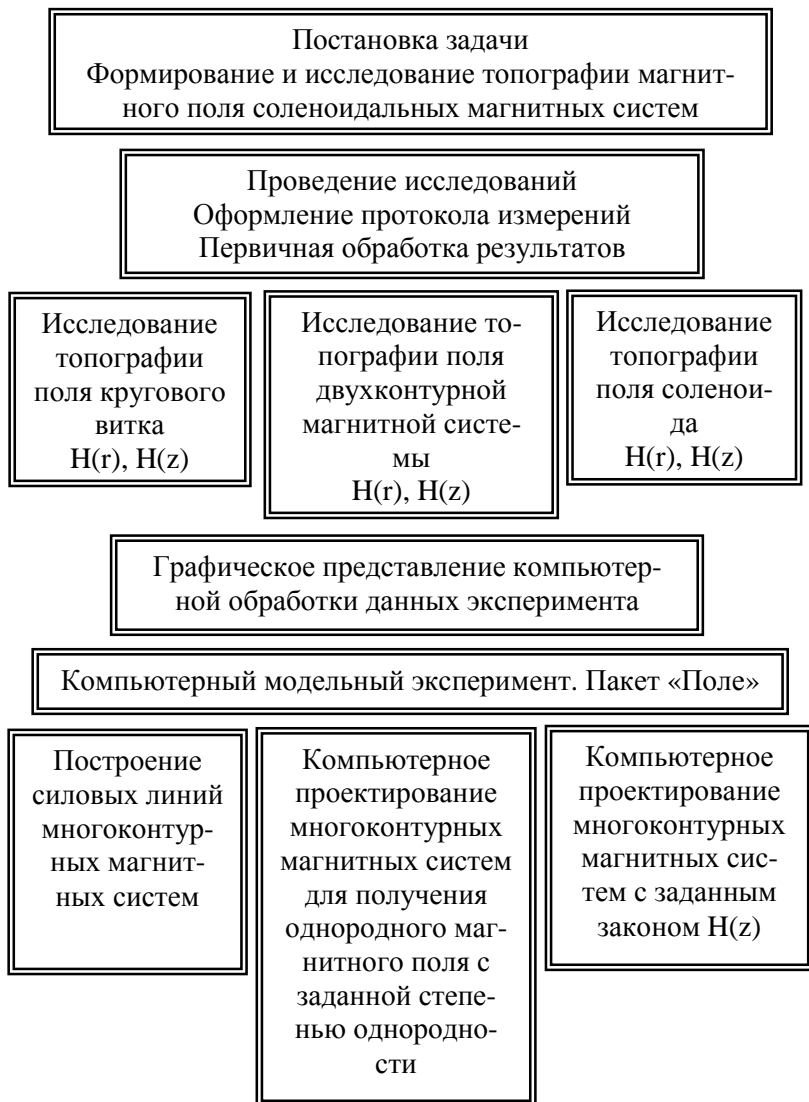 Постановка задачи
Формирование и исследование топографии магнит-
ного поля соленоидальных магнитных систем
Проведение исследований
Оформление протокола измерений
Первичная обработка результатов
Исследование
топографии
поля кругового
витка
H(r), H(z)
Исследование то-
пографии поля
двухконтурной
магнитной систе-
мы
H(r), H(z)
Исследование
топографии
поля соленои-
да
H(r), H(z)
Графическое представление компьютер-
ной обработки данных эксперимента
Компьютерный модельный эксперимент. Пакет «Поле»
Построение
силовых линий
многоконтур-
ных магнит-
ных систем
Компьютерное
проектирование
многоконтурных
магнитных систем
для получения
однородного маг-
нитного поля с
заданной степе-
нью однородно-
сти
Компьютерное
проектирование
многоконтурных
магнитных сис-
тем с заданным
законом H(z)